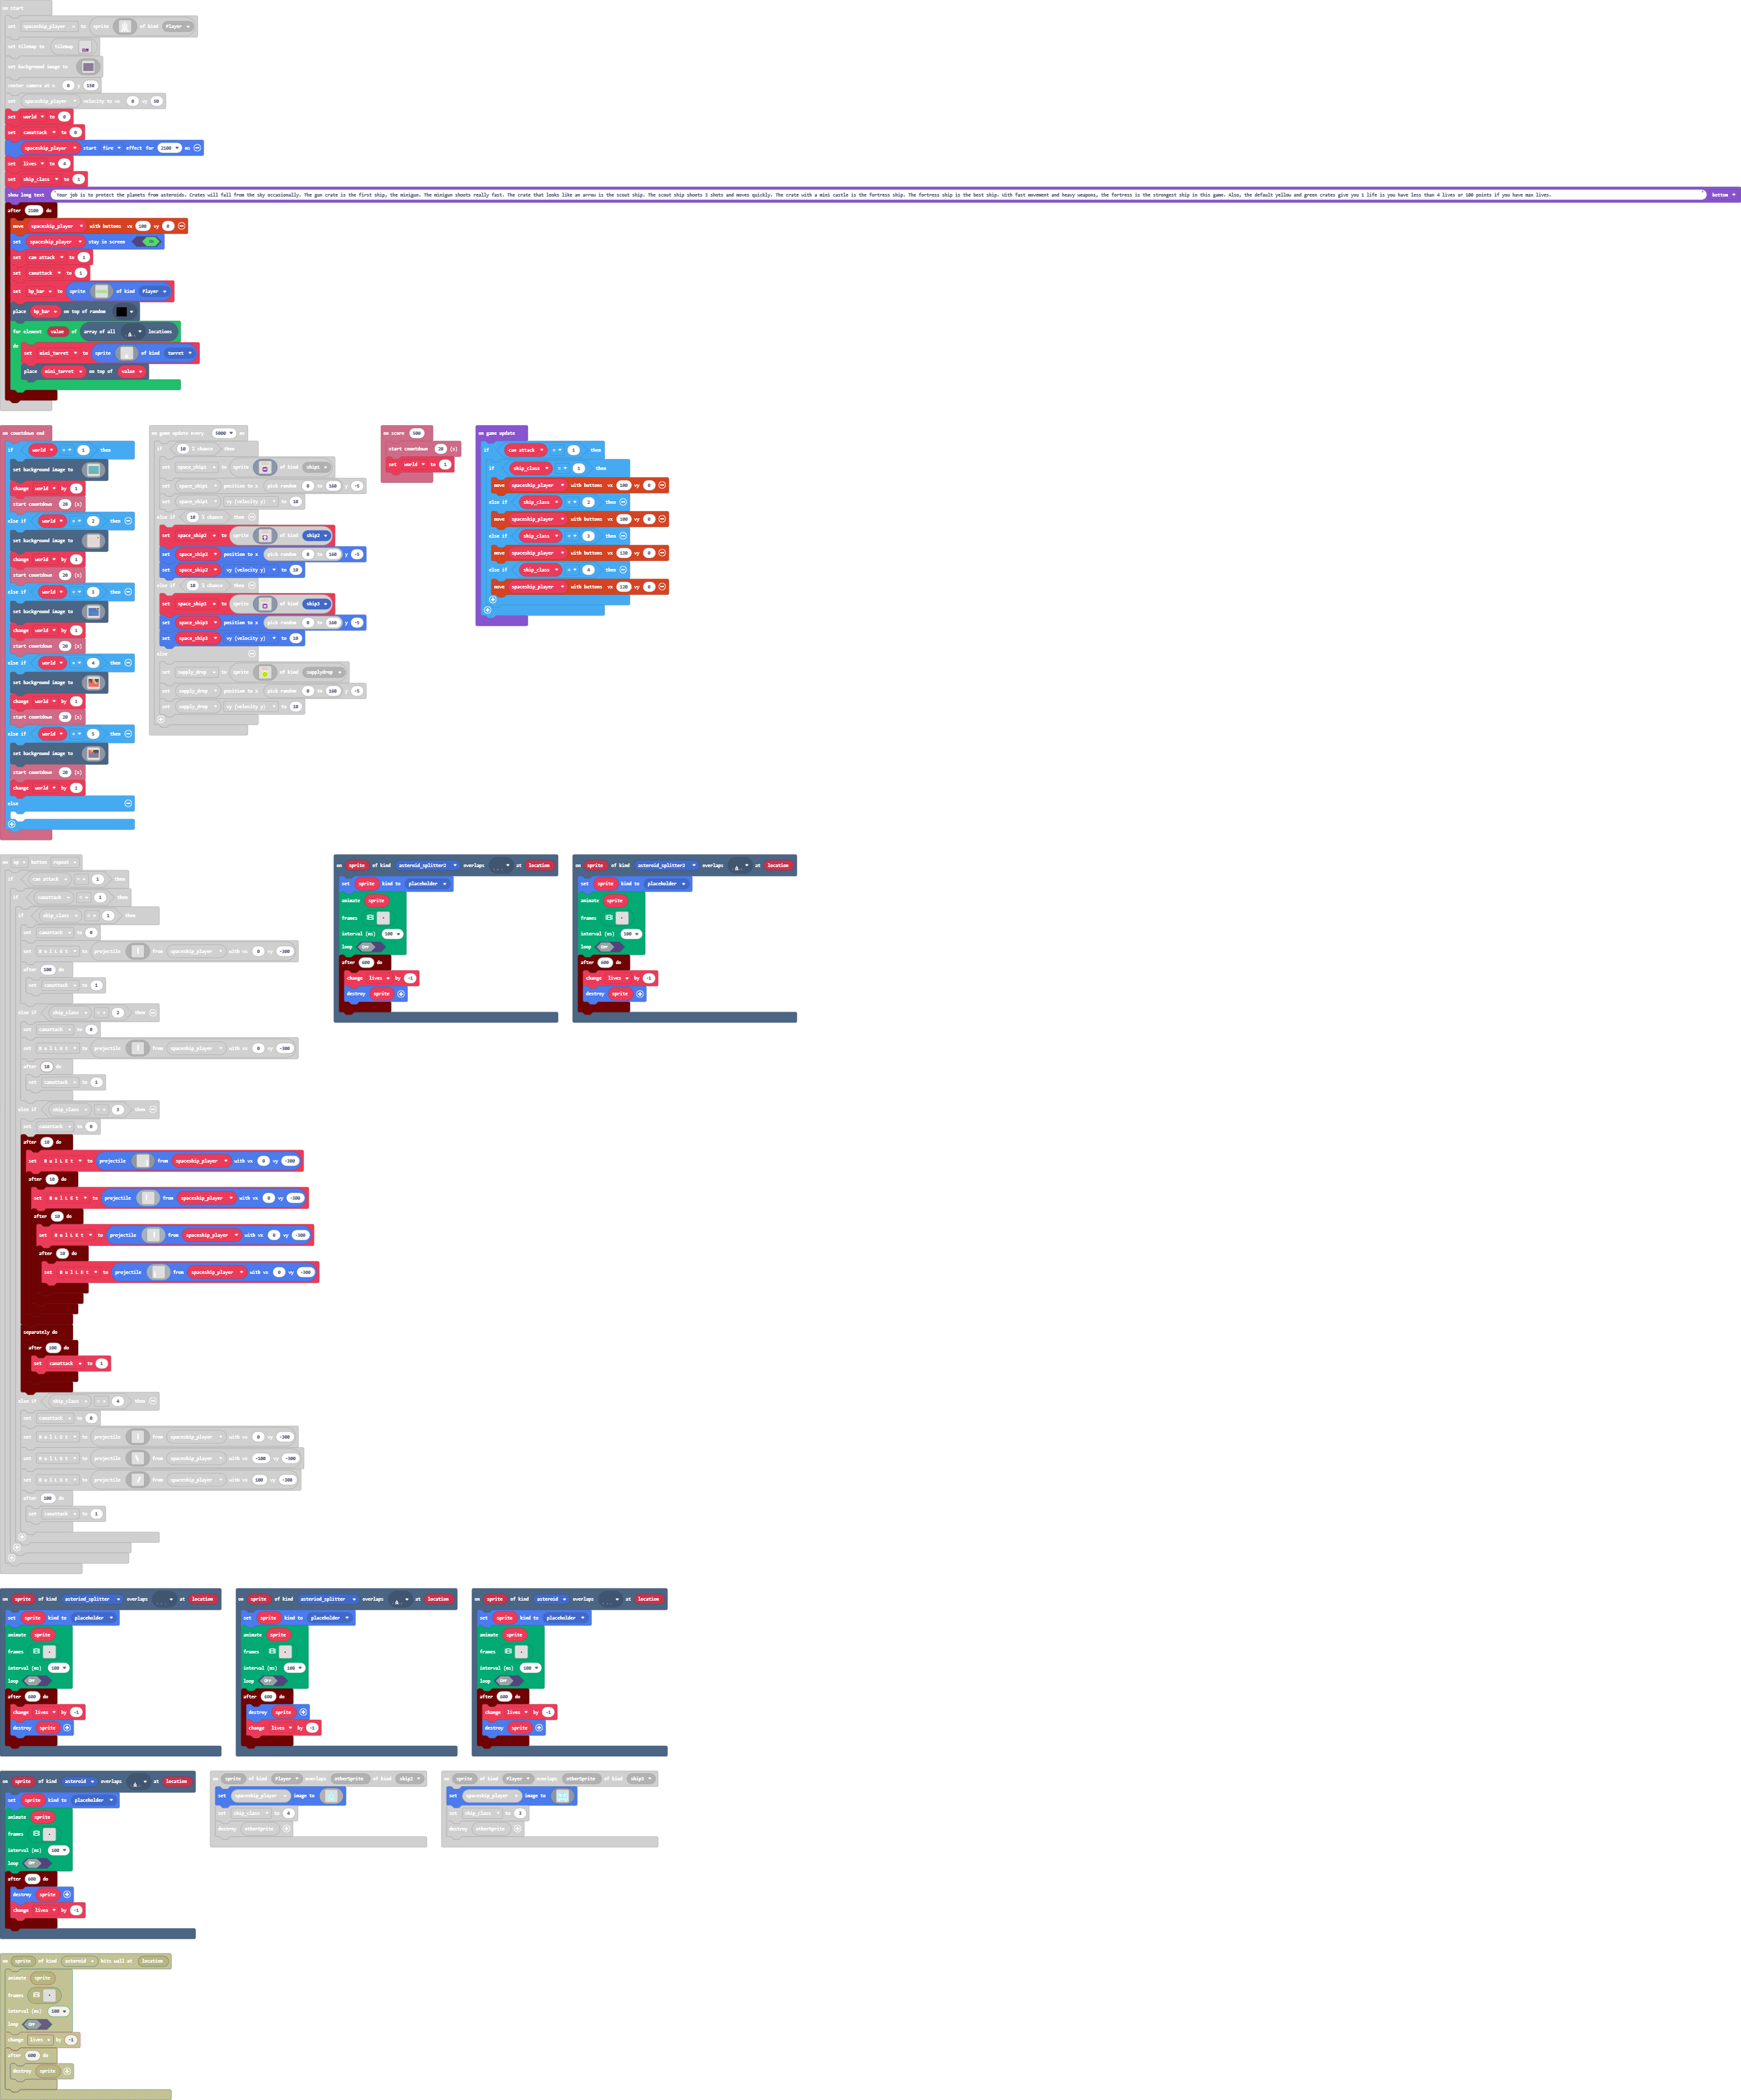 on start
set spaceship_player to sprite of kind Player
set tilemap to tilemap
set background image to
center camera at x 0 y 150
set spaceship_player velocity to vx 0 vy 50
set world to 0
set canattack to 0
spaceship_player start fire effect for 2100 ms
set lives to 4
set ship_class to 1
show long text Your job is to protect the planets from asteroids. Crates will fall from the sky occasionally. The gun crate is the first ship, the minigun. The minigun shoots really fast. The crate that looks like an arrow is the scout ship. The scout ship shoots 3 shots and moves quickly. The crate with a mini castle is the fortress ship. The fortress ship is the best ship. With fast movement and heavy weapons, the fortress is the strongest ship in this game. Also, the default yellow and green crates give you 1 life is you have less than 4 lives or 100 points if you have max lives. bottom
after 2100 do
move spaceship_player with buttons vx 100 vy 0
set spaceship_player stay in screen ON
set can attack to 1
set canattack to 1
set hp_bar to sprite of kind Player
place hp_bar on top of random
for element value of array of all locations
do
set mini_turret to sprite of kind turret
place mini_turret on top of value
on countdown end
if world = 1 then
set background image to
change world by 1
start countdown 20 (s)
else if world = 2 then
set background image to
change world by 1
start countdown 20 (s)
else if world = 3 then
set background image to
change world by 1
start countdown 20 (s)
else if world = 4 then
set background image to
change world by 1
start countdown 20 (s)
else if world = 5 then
set background image to
start countdown 20 (s)
change world by 1
else
on game update every 5000 ms
if 10 % chance then
set space_ship1 to sprite of kind ship1
set space_ship1 position to x pick random 0 to 160 y -5
set space_ship1 vy (velocity y) to 10
else if 10 % chance then
set space_ship2 to sprite of kind ship2
set space_ship2 position to x pick random 0 to 160 y -5
set space_ship2 vy (velocity y) to 10
else if 10 % chance then
set space_ship3 to sprite of kind ship3
set space_ship3 position to x pick random 0 to 160 y -5
set space_ship3 vy (velocity y) to 10
else
set supply_drop to sprite of kind supplydrop
set supply_drop position to x pick random 0 to 160 y -5
set supply_drop vy (velocity y) to 10
on score 500
start countdown 20 (s)
set world to 1
on game update
if can attack = 1 then
if ship_class = 1 then
move spaceship_player with buttons vx 100 vy 0
else if ship_class = 2 then
move spaceship_player with buttons vx 100 vy 0
else if ship_class = 3 then
move spaceship_player with buttons vx 130 vy 0
else if ship_class = 4 then
move spaceship_player with buttons vx 120 vy 0
on up button repeat
if can attack = 1 then
if canattack = 1 then
if ship_class = 1 then
set canattack to 0
set B u l L E t to projectile from spaceship_player with vx 0 vy -300
after 100 do
set canattack to 1
else if ship_class = 2 then
set canattack to 0
set B u l L E t to projectile from spaceship_player with vx 0 vy -300
after 10 do
set canattack to 1
else if ship_class = 3 then
set canattack to 0
after 10 do
set B u l L E t to projectile from spaceship_player with vx 0 vy -300
after 10 do
set B u l L E t to projectile from spaceship_player with vx 0 vy -300
after 10 do
set B u l L E t to projectile from spaceship_player with vx 0 vy -300
after 10 do
set B u l L E t to projectile from spaceship_player with vx 0 vy -300
separately do
after 100 do
set canattack to 1
else if ship_class = 4 then
set canattack to 0
set B u l L E t to projectile from spaceship_player with vx 0 vy -300
set B u l L E t to projectile from spaceship_player with vx -100 vy -300
set B u l L E t to projectile from spaceship_player with vx 100 vy -300
after 100 do
set canattack to 1
on sprite of kind asteroid_splitter2 overlaps at location
set sprite kind to placeholder
animate sprite
frames
interval (ms) 100
loop OFF
after 600 do
change lives by -1
destroy sprite
on sprite of kind asteroid_splitter2 overlaps at location
set sprite kind to placeholder
animate sprite
frames
interval (ms) 100
loop OFF
after 600 do
change lives by -1
destroy sprite
on sprite of kind asteriod_splitter overlaps at location
set sprite kind to placeholder
animate sprite
frames
interval (ms) 100
loop OFF
after 600 do
change lives by -1
destroy sprite
on sprite of kind asteriod_splitter overlaps at location
set sprite kind to placeholder
animate sprite
frames
interval (ms) 100
loop OFF
after 600 do
destroy sprite
change lives by -1
on sprite of kind asteroid overlaps at location
set sprite kind to placeholder
animate sprite
frames
interval (ms) 100
loop OFF
after 600 do
change lives by -1
destroy sprite
on sprite of kind asteroid overlaps at location
set sprite kind to placeholder
animate sprite
frames
interval (ms) 100
loop OFF
after 600 do
destroy sprite
change lives by -1
on sprite of kind Player overlaps otherSprite of kind ship2
set spaceship_player image to
set ship_class to 4
destroy otherSprite
on sprite of kind Player overlaps otherSprite of kind ship3
set spaceship_player image to
set ship_class to 3
destroy otherSprite
on sprite of kind asteroid hits wall at location
animate sprite
frames
interval (ms) 100
loop OFF
change lives by -1
after 600 do
destroy sprite